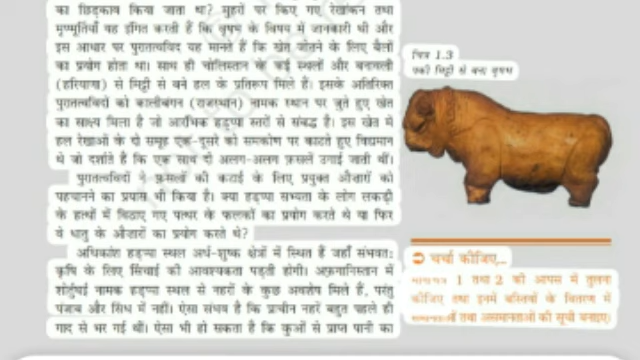 का छिड़काव किया जाता था? मुहरों पर किए गए रेखांकन तथा
मृण्मूर्तियाँ यह इंगित करती हैं कि वृषभ के विषय में जानकारी थी और
इस आधार पर पुरातत्वविद यह मानते हैं कि खेत जोतने के लिए बैलों
का प्रयोग होता था। साथ ही चोलिस्तान के कई स्थलों और बनावली
(हरियाणा) से मिट्टी से बने हल के प्रतिरूप मिले हैं। इसके अतिरिक्त
पुरातत्वविदों को कालीबंगन (राजस्थान) नामक स्थान पर जुते हुए खेत
का साक्ष्य मिला है जो आरंभिक हड़प्पा स्तरों से संबद्ध है। इस खेत में
हल रेखाओं के दो समूह एक-दूसरे को समकोण पर काटते हुए विद्यमान
थे जो दर्शाते हैं कि एक साथ दो अलग-अलग फ़सलें उगाई जाती थीं।
पुरातत्वविदों ने फ़सलों की कटाई के लिए प्रयुक्त औज़ारों को
पहचानने का प्रयास भी किया है। क्या हड़प्पा सभ्यता के लोग लकड़ी
के हत्थों में बिठाए गए पत्थर के फलकों का प्रयोग करते थे या फिर
वे धातु के औज़ारों का प्रयोग करते थे?
अधिकांश हड़प्पा स्थल अर्ध-शुष्क क्षेत्रों में स्थित हैं जहाँ संभवत:
कृषि के लिए सिंचाई की आवश्यकता पड़ती होगी। अफ़गानिस्तान में
शोर्तुघई नामक हड़प्पा स्थल से नहरों के कुछ अवशेष मिले हैं, परंतु
पंजाब और सिंध में नहीं। ऐसा संभव है कि प्राचीन नहरें बहुत पहले ही
गाद से भर गई थीं। ऐसा भी हो सकता है कि कुओं से प्राप्त पानी का
चित्र 1.3
पकी मिट्टी से बना वृषभ
चर्चा कीजिए...
मानचित्र 1 तथा 2 की आपस में तुलना
कीजिए तथा इनमें बस्तियों के वितरण में
समानताओं तथा असमानताओं की सूची बनाइए।